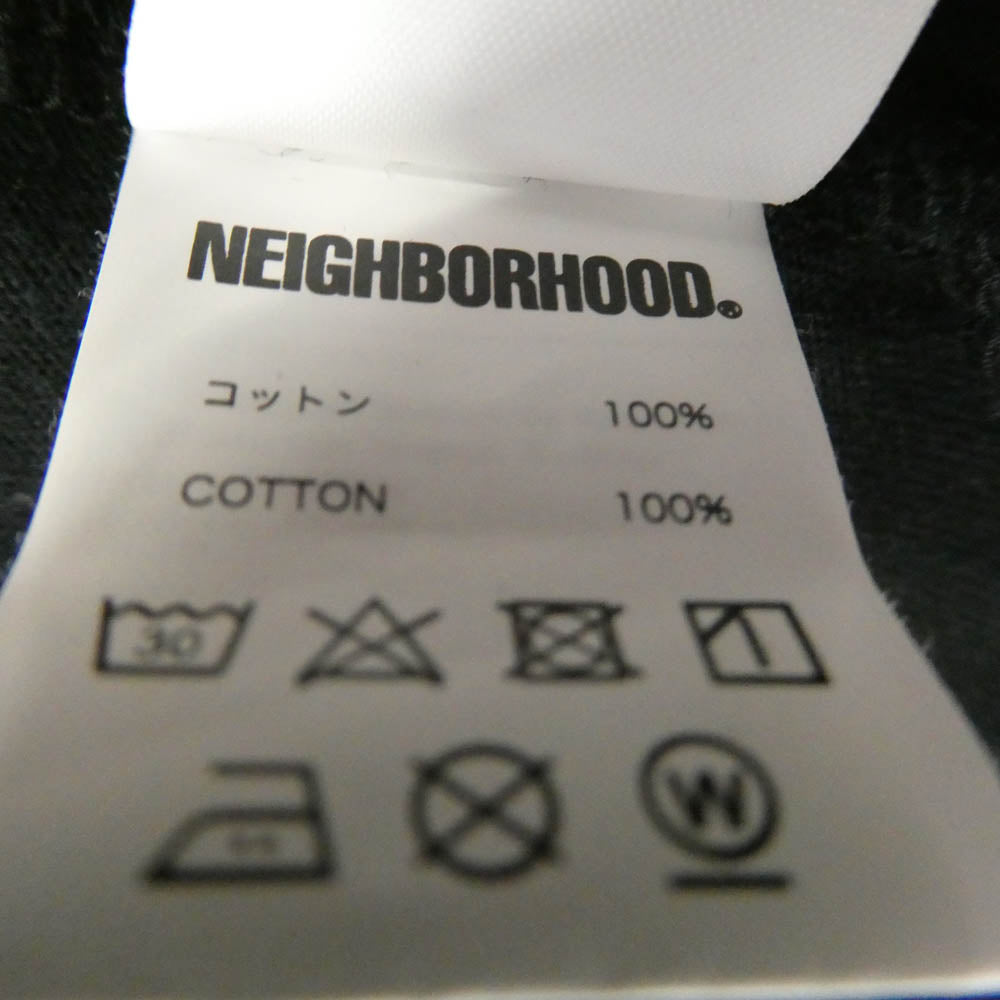 NEIGHBORHOOD®
コットン 100%
COTTON 100%
30
W